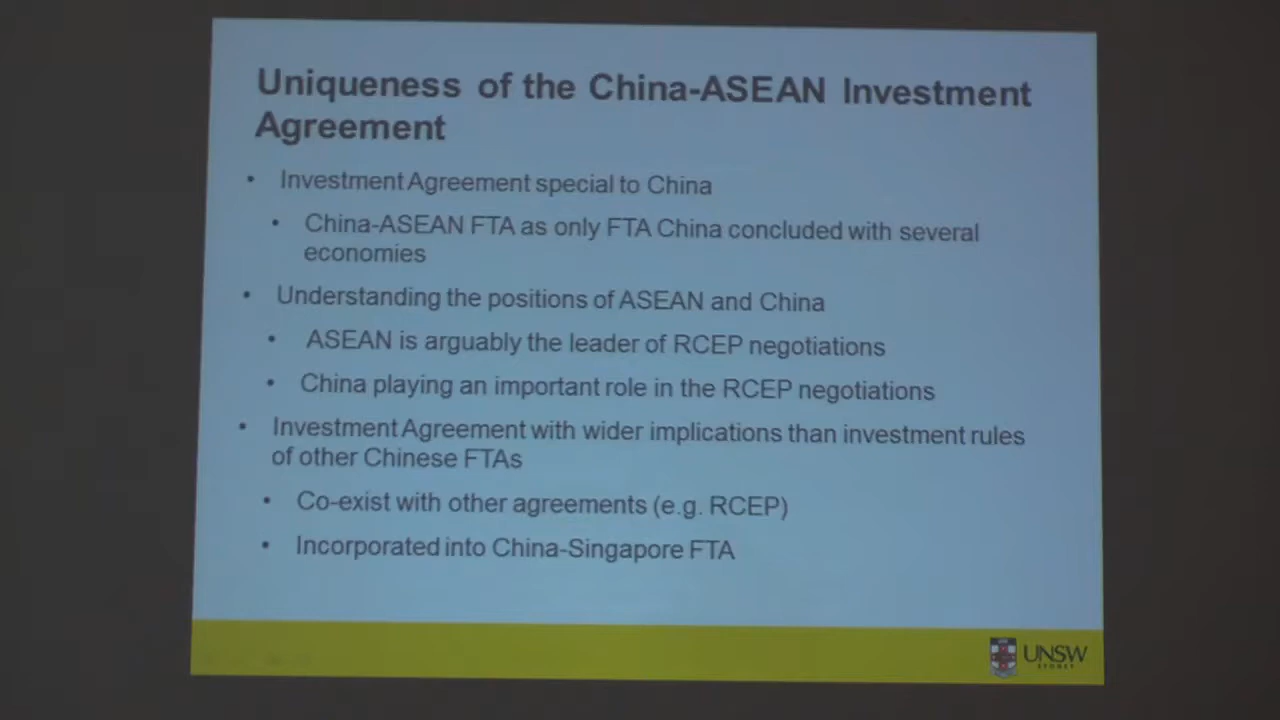 Uniqueness of the China-ASEAN Investment
Agreement
• Investment Agreement special to China
• China-ASEAN FTA as only FTA China concluded with several
economies
• Understanding the positions of ASEAN and China
• ASEAN is arguably the leader of RCEP negotiations
• China playing an important role in the RCEP negotiations
• Investment Agreement with wider implications than investment rules
of other Chinese FTAs
• Co-exist with other agreements (e.g. RCEP)
• Incorporated into China-Singapore FTA
UNSW
SYDNEY